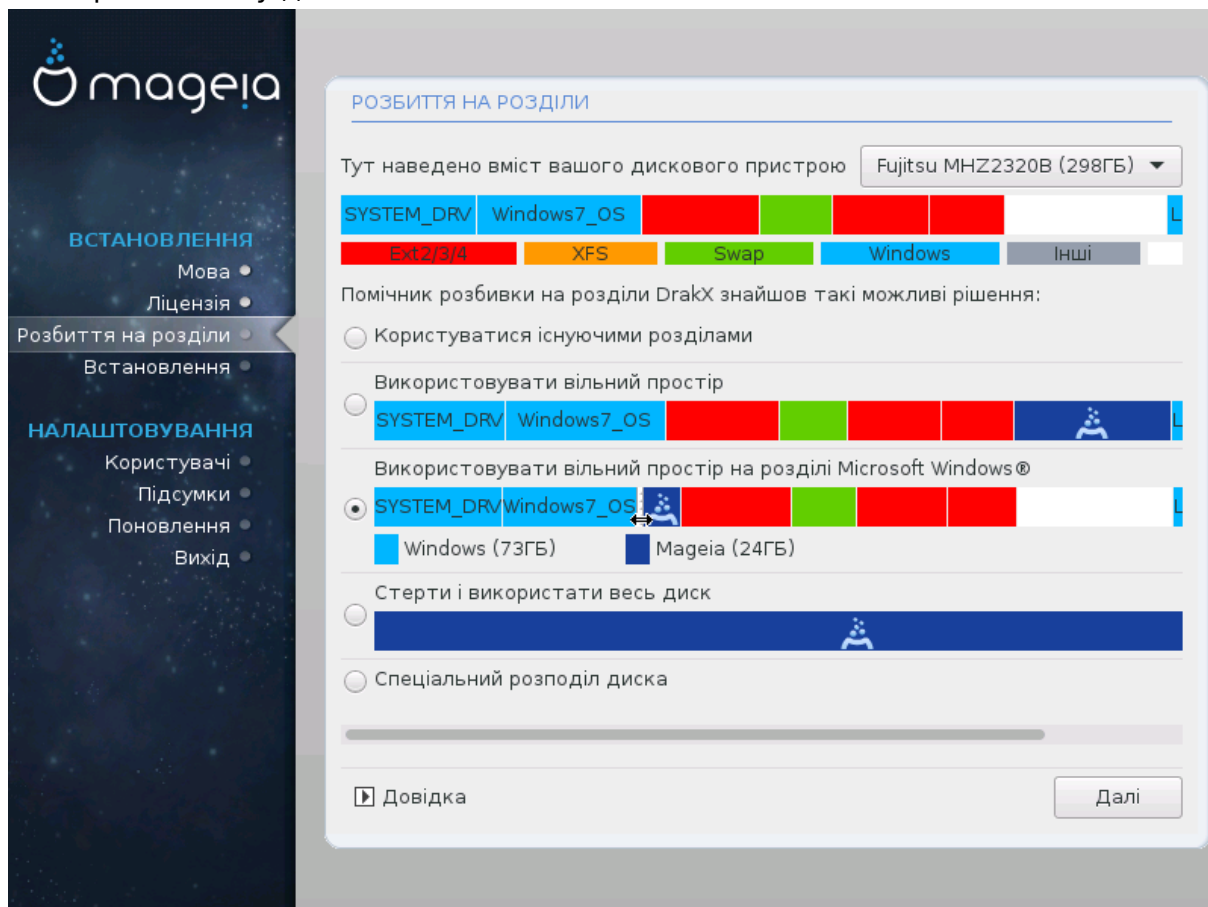 mageia
ВСТАНОВЛЕННЯ
Мова
Ліцензія
Розбиття на розділи
Встановлення
НАЛАШТОВУВАННЯ
Користувачі
Підсумки
Поновлення
Вихід
РОЗБИТТЯ НА РОЗДІЛИ
Тут наведено вміст вашого дискового пристрою Fujitsu MHZ2320B (298ГБ)
SYSTEM_DRV Windows7_OS L
Ext2/3/4 XFS Swap Windows Інші
Помічник розбивки на розділи DrakX знайшов такі можливі рішення:
Користуватися існуючими розділами
Використовувати вільний простір
SYSTEM_DRV Windows7_OS L
Використовувати вільний простір на розділі Microsoft Windows®
SYSTEM_DRV Windows7_OS L
Windows (73ГБ) Mageia (24ГБ)
Стерти і використати весь диск
Спеціальний розподіл диска
Довідка Далі